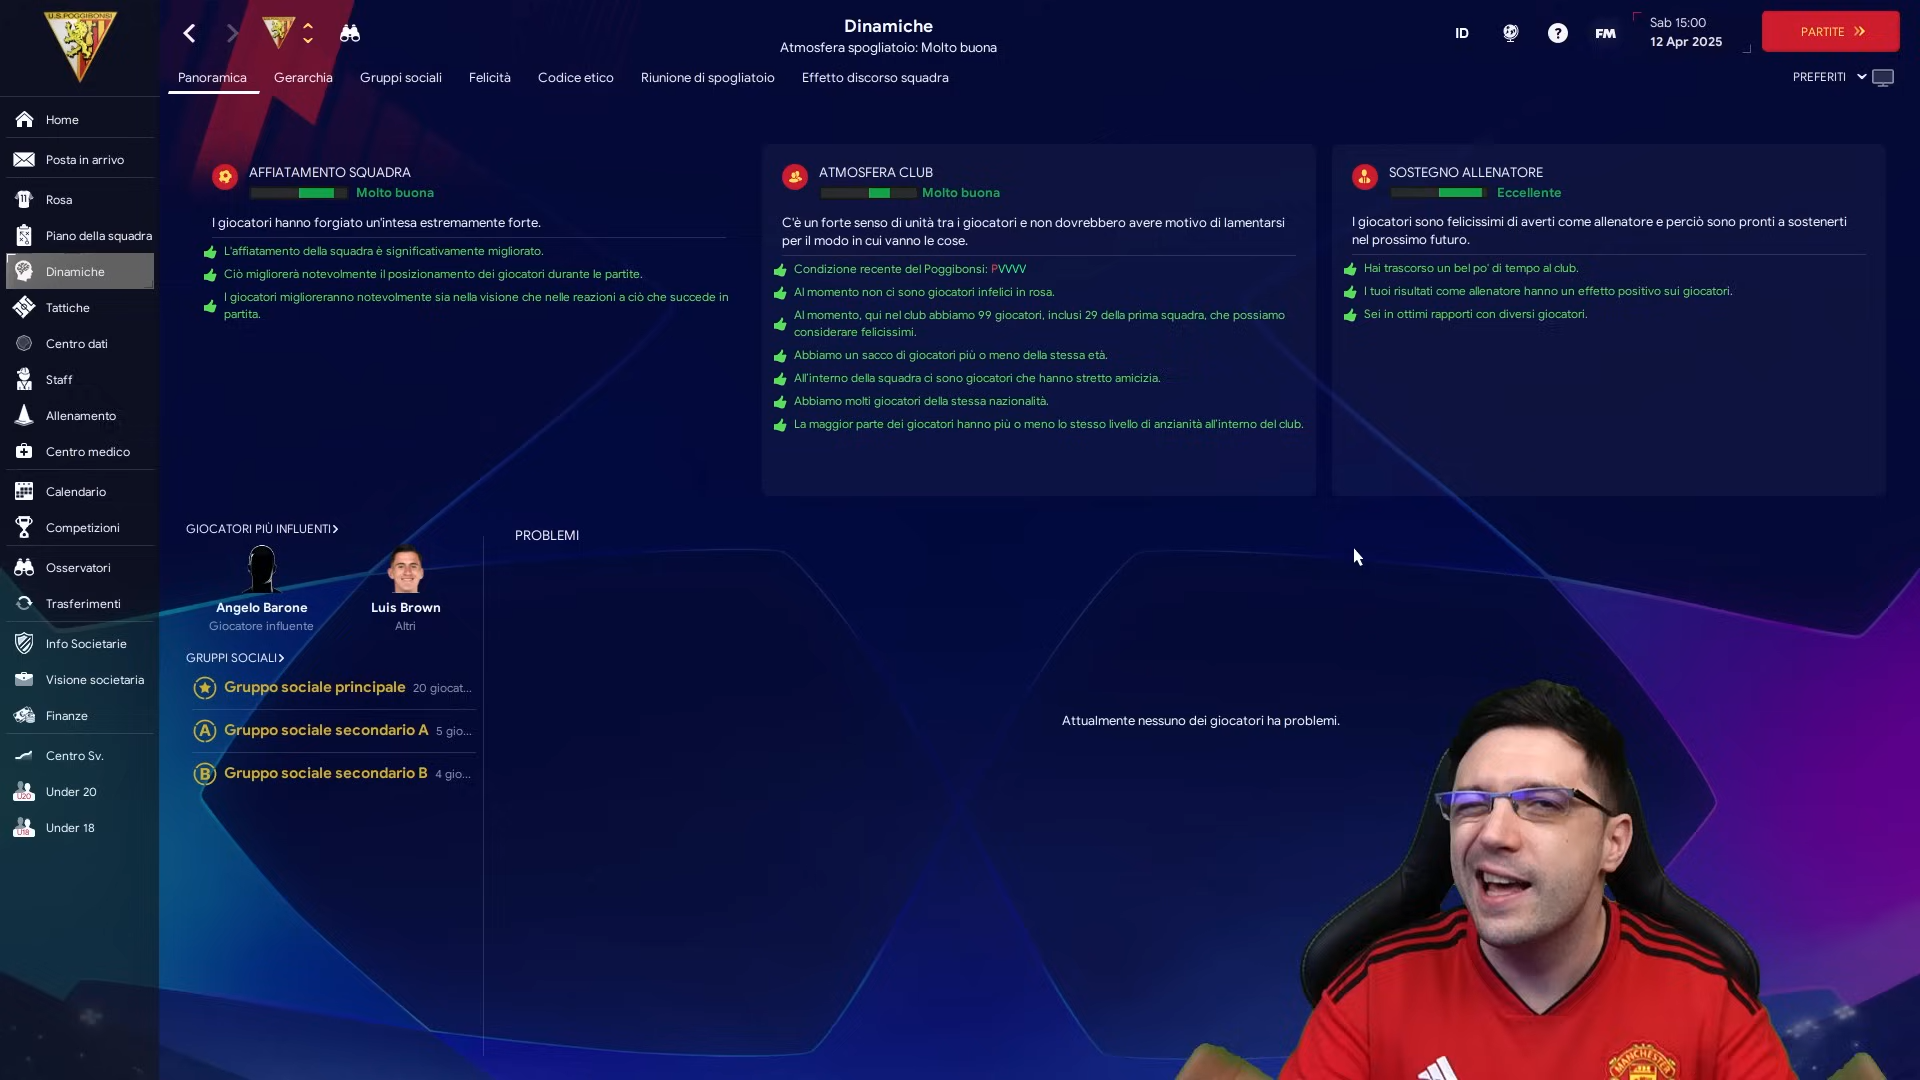 U.S. POGGIBONSI
Dinamiche
Atmosfera spogliatoio: Molto buona
ID
FM
Sab 15:00
12 Apr 2025
PARTITE
Panoramica
Gerarchia
Gruppi sociali
Felicità
Codice etico
Riunione di spogliatoio
Effetto discorso squadra
PREFERITI
Home
Posta in arrivo
Rosa
Piano della squadra
Dinamiche
Tattiche
Centro dati
Staff
Allenamento
Centro medico
Calendario
Competizioni
Osservatori
Trasferimenti
Info Societarie
Visione societaria
Finanze
Centro Sv.
U20
Under 20
U18
Under 18
AFFIATAMENTO SQUADRA
Molto buona
I giocatori hanno forgiato un'intesa estremamente forte.
L'affiatamento della squadra è significativamente migliorato.
Ciò migliorerà notevolmente il posizionamento dei giocatori durante le partite.
I giocatori miglioreranno notevolmente sia nella visione che nelle reazioni a ciò che succede in
partita.
ATMOSFERA CLUB
Molto buona
C'è un forte senso di unità tra i giocatori e non dovrebbero avere motivo di lamentarsi
per il modo in cui vanno le cose.
Condizione recente del Poggibonsi: PVVVV
Al momento non ci sono giocatori infelici in rosa.
Al momento, qui nel club abbiamo 99 giocatori, inclusi 29 della prima squadra, che possiamo
considerare felicissimi.
Abbiamo un sacco di giocatori più o meno della stessa età.
All'interno della squadra ci sono giocatori che hanno stretto amicizia.
Abbiamo molti giocatori della stessa nazionalità.
La maggior parte dei giocatori hanno più o meno lo stesso livello di anzianità all'interno del club.
SOSTEGNO ALLENATORE
Eccellente
I giocatori sono felicissimi di averti come allenatore e perciò sono pronti a sostenerti
nel prossimo futuro.
Hai trascorso un bel po' di tempo al club.
I tuoi risultati come allenatore hanno un effetto positivo sui giocatori.
Sei in ottimi rapporti con diversi giocatori.
GIOCATORI PIÙ INFLUENTI
Angelo Barone
Giocatore influente
Luis Brown
Altri
GRUPPI SOCIALI
Gruppo sociale principale 20 giocat...
A Gruppo sociale secondario A 5 gio...
B Gruppo sociale secondario B 4 gio...
PROBLEMI
Attualmente nessuno dei giocatori ha problemi.
MANCHESTER